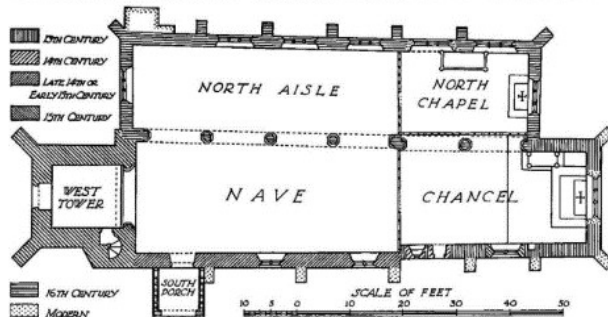 13TH CENTURY
14TH CENTURY
LATE 14TH OR
EARLY 15TH CENTURY
15TH CENTURY
NORTH AISLE
NORTH
CHAPEL
WEST
TOWER
NAVE
CHANCEL
SOUTH
PORCH
16TH CENTURY
MODERN
SCALE OF FEET
10 5 0 10 20 30 40 50